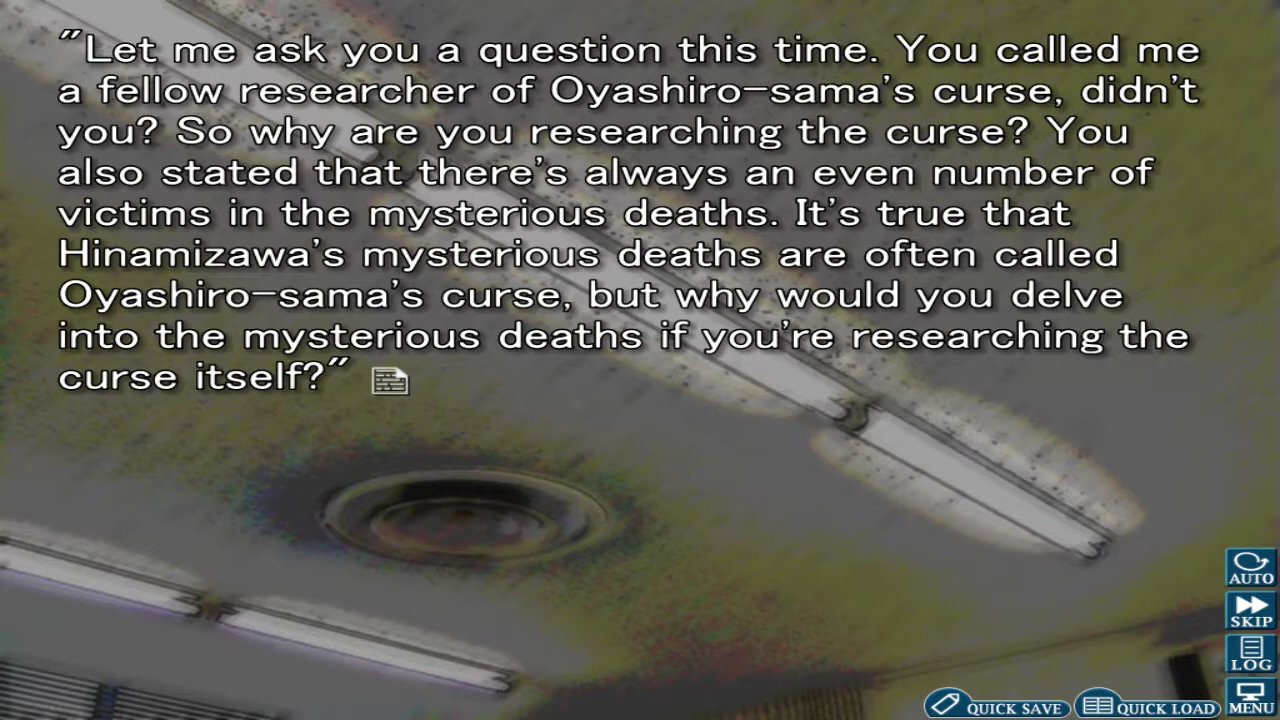 "Let me ask you a question this time. You called me
a fellow researcher of Oyashiro-sama's curse, didn't
you? So why are you researching the curse? You
also stated that there's always an even number of
victims in the mysterious deaths. It's true that
Hinamizawa's mysterious deaths are often called
Oyashiro-sama's curse, but why would you delve
into the mysterious deaths if you're researching the
curse itself?"
AUTO
SKIP
LOG
QUICK SAVE QUICK LOAD MENU